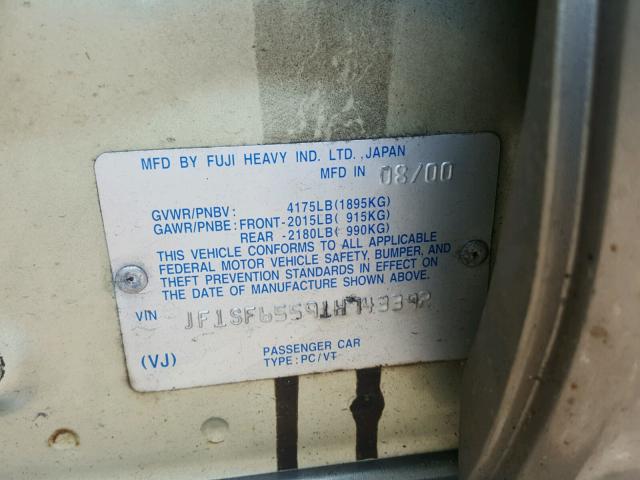 MFD BY FUJI HEAVY IND. LTD.,JAPAN
MFD IN 08/00
GVWR/PNBV: 4175LB(1895KG)
GAWR/PNBE: FRONT-2015LB( 915KG)
REAR -2180LB( 990KG)
THIS VEHICLE CONFORMS TO ALL APPLICABLE
FEDERAL MOTOR VEHICLE SAFETY, BUMPER, AND
THEFT PREVENTION STANDARDS IN EFFECT ON THE
DATE OF MANUFACTURE SHOWN ABOVE.
VIN JF1SF65591H743392
(VJ)
PASSENGER CAR
TYPE: PC/VT